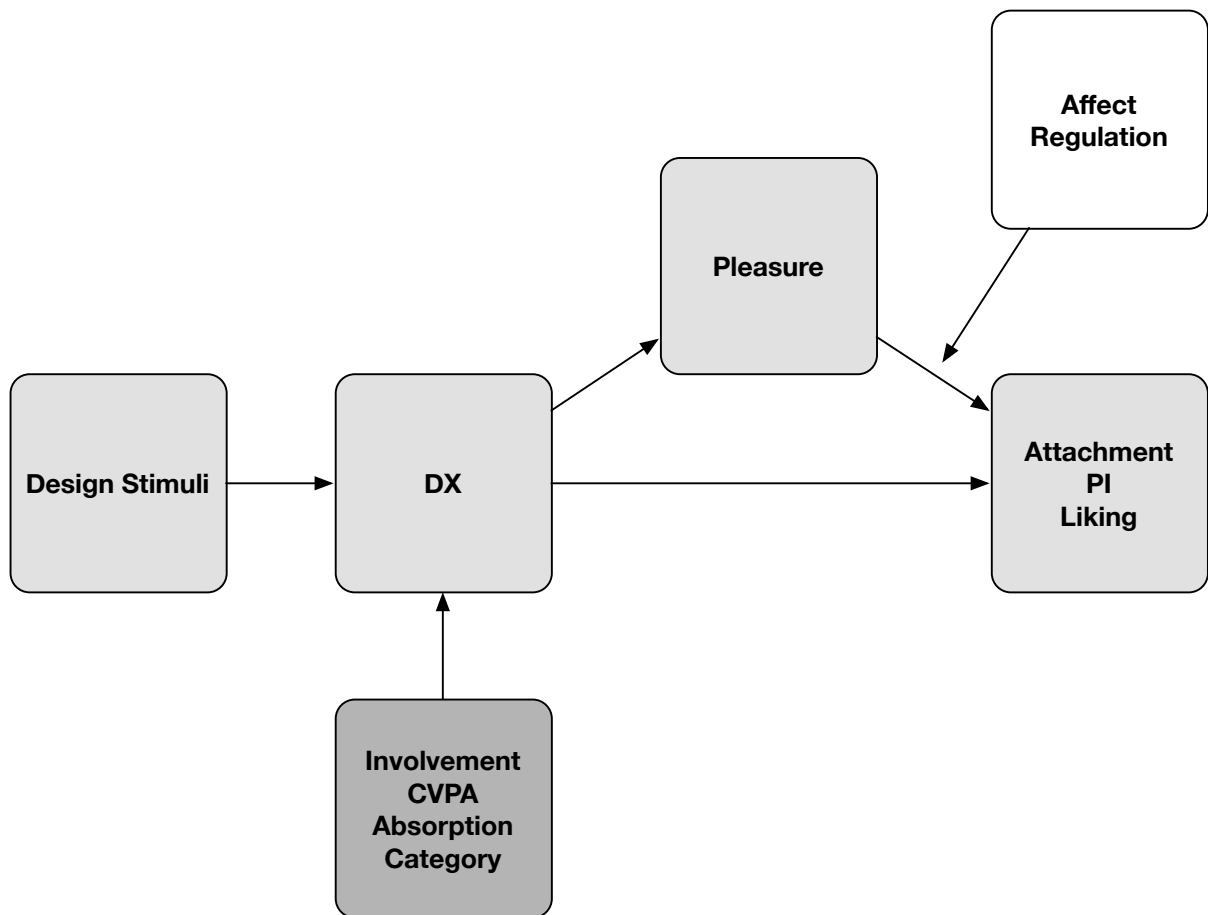 Affect
Regulation
Pleasure
Design Stimuli
DX
Attachment
PI
Liking
Involvement
CVPA
Absorption
Category